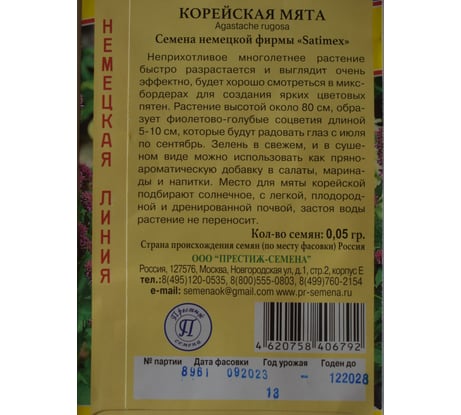 НЕМЕЦКАЯ ЛИНИЯ
КОРЕЙСКАЯ МЯТА
Agastache rugosa
Семена немецкой фирмы «Satimex»
Неприхотливое многолетнее растение
быстро разрастается и выглядит очень
эффектно, будет хорошо смотреться в микс-
бордерах для создания ярких цветовых
пятен. Растение высотой около 80 см, обра-
зует фиолетово-голубые соцветия длиной
5-10 см, которые будут радовать глаз с июля
по сентябрь. Зелень в свежем, и в суше-
ном виде можно использовать как пряно-
ароматическую добавку в салаты, марина-
ды и напитки. Место для мяты корейской
подбирают солнечное, с легкой, плодород-
ной и дренированной почвой, застоя воды
растение не переносит.
Кол-во семян: 0,05 гр.
Страна происхождения семян (по месту фасовки) Россия
ООО "ПРЕСТИЖ-СЕМЕНА"
Россия, 127576, Москва, Новгородская ул, д.1, стр.2, корпус Е
тел.:8(495)120-0535, 8(800)555-0803, 8(499)760-2154
e-mail: semenaok@gmail.com www.pr-semena.ru
Престиж
П
семена
4 620758 406792
№ партии Дата фасовки Год урожая Годен до
8961 092023 – 122028
13